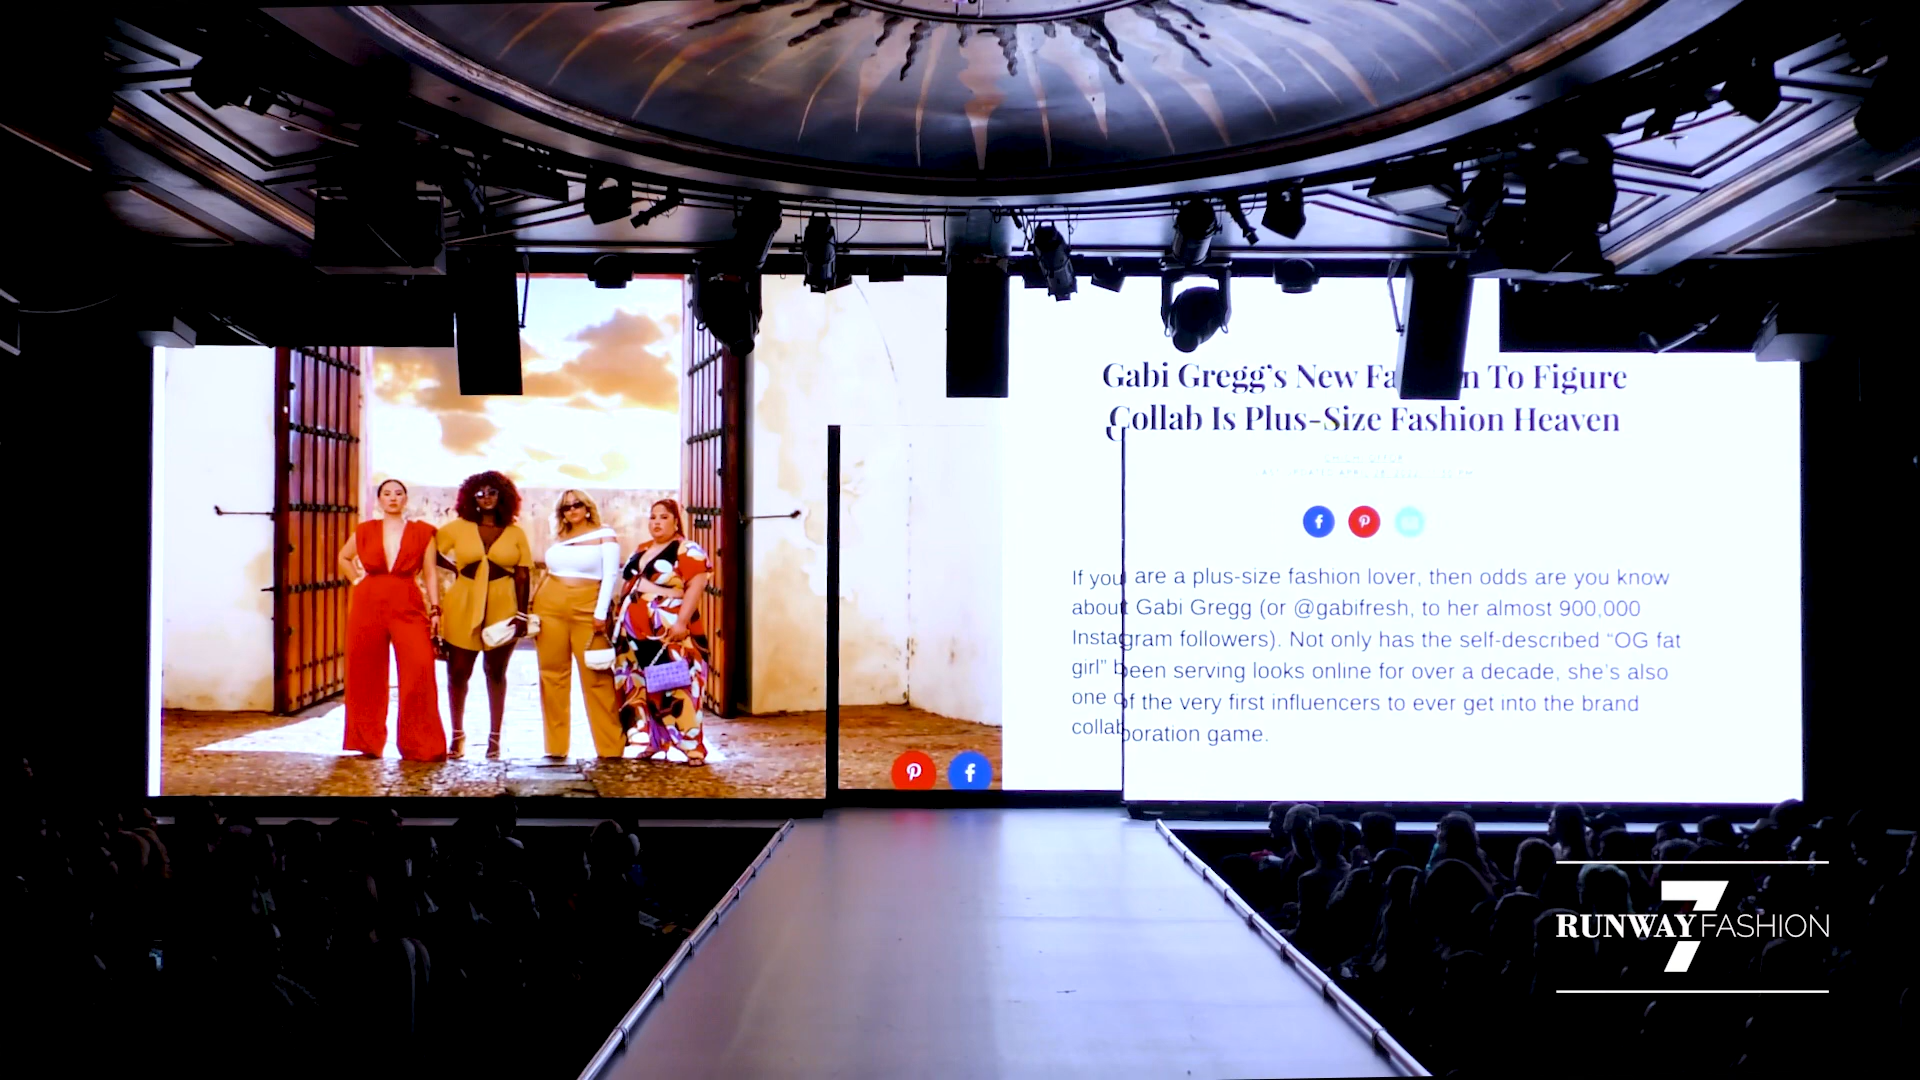 Gabi Gregg's New Fa n To Figure
Collab Is Plus-Size Fashion Heaven
If you are a plus-size fashion lover, then odds are you know
about Gabi Gregg (or @gabifresh, to her almost 900,000
Instagram followers). Not only has the self-described “OG fat
girl” been serving looks online for over a decade, she's also
one of the very first influencers to ever get into the brand
collaboration game.
RUNWAY 7 FASHION